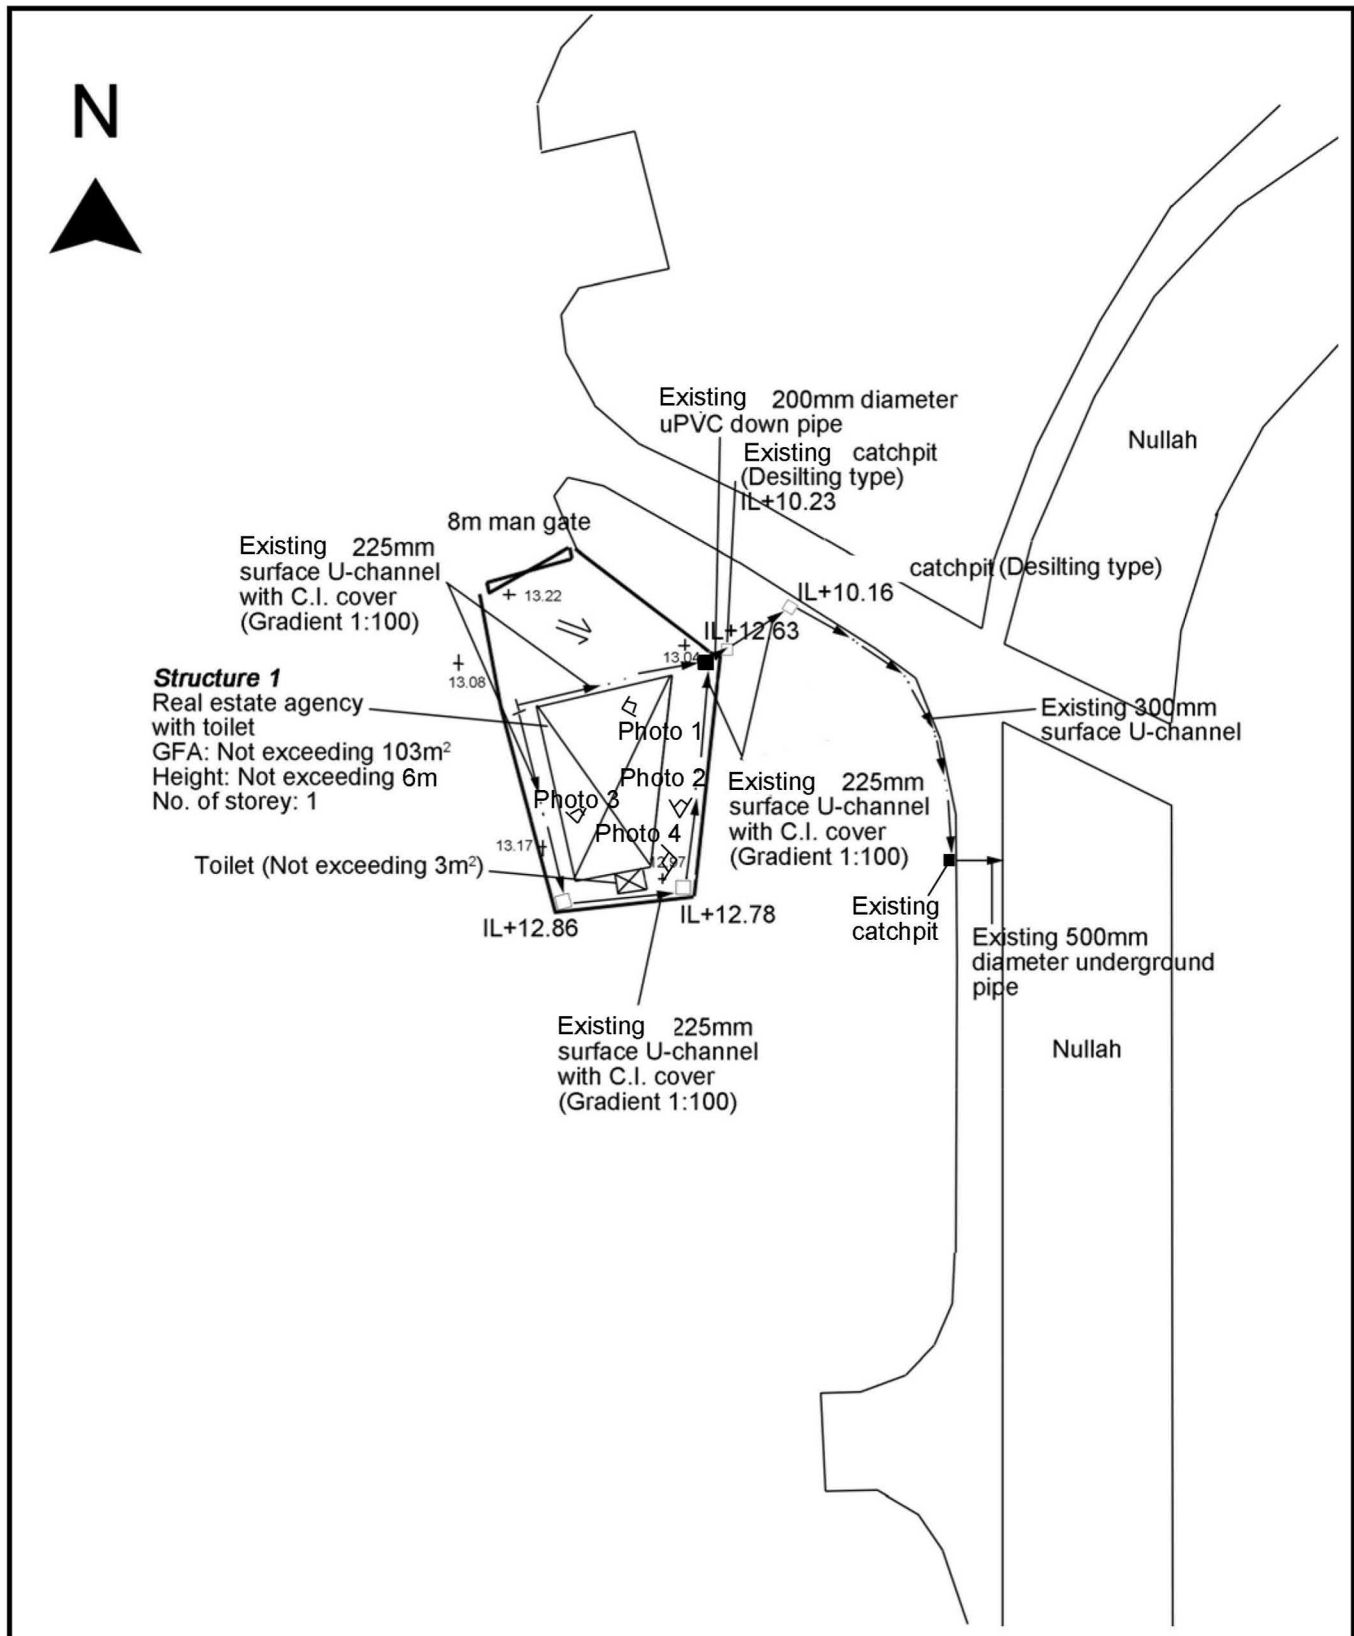 N
Existing 200mm diameter
uPVC down pipe
Existing catchpit
(Desilting type)
IL+10.23
Nullah
8m man gate
Existing 225mm
surface U-channel
with C.I. cover
(Gradient 1:100)
catchpit (Desilting type)
IL+10.16
13.22
IL+12.63
13.04
13.08
Structure 1
Real estate agency
with toilet
GFA: Not exceeding 103m²
Height: Not exceeding 6m
No. of storey: 1
Existing 300mm
surface U-channel
Photo 1
Photo 2
Photo 3
Photo 4
Existing 225mm
surface U-channel
with C.I. cover
(Gradient 1:100)
13.17
12.97
Toilet (Not exceeding 3m²)
IL+12.86
IL+12.78
Existing
catchpit
Existing 500mm
diameter underground
pipe
Existing 225mm
surface U-channel
with C.I. cover
(Gradient 1:100)
Nullah